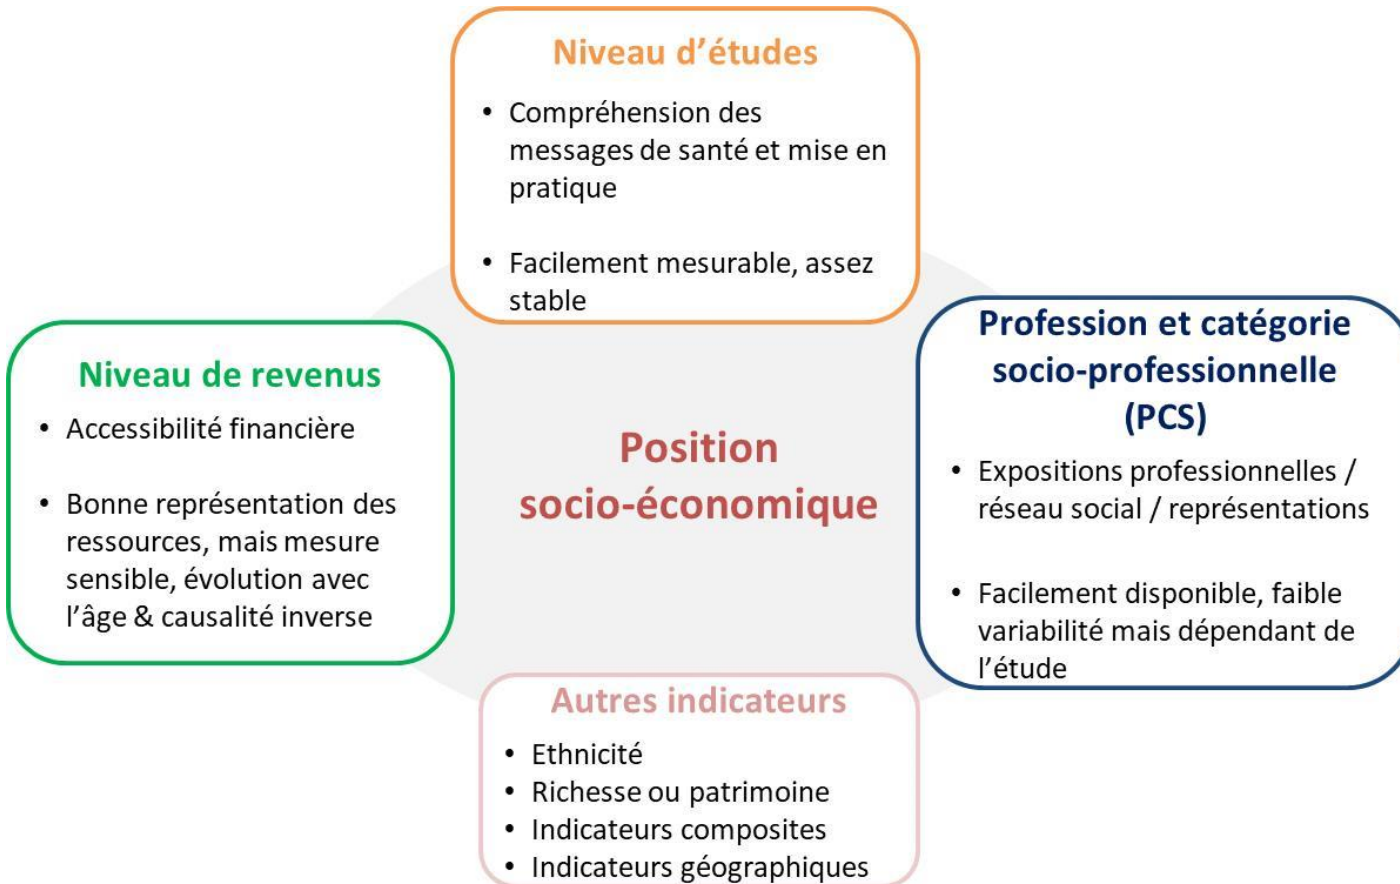 Niveau d’études
• Compréhension des
messages de santé et mise en
pratique
• Facilement mesurable, assez
stable
Niveau de revenus
• Accessibilité financière
• Bonne représentation des
ressources, mais mesure
sensible, évolution avec
l’âge & causalité inverse
Position
socio-économique
Profession et catégorie
socio-professionnelle
(PCS)
• Expositions professionnelles /
réseau social / représentations
• Facilement disponible, faible
variabilité mais dépendant de
l’étude
Autres indicateurs
• Ethnicité
• Richesse ou patrimoine
• Indicateurs composites
• Indicateurs géographiques